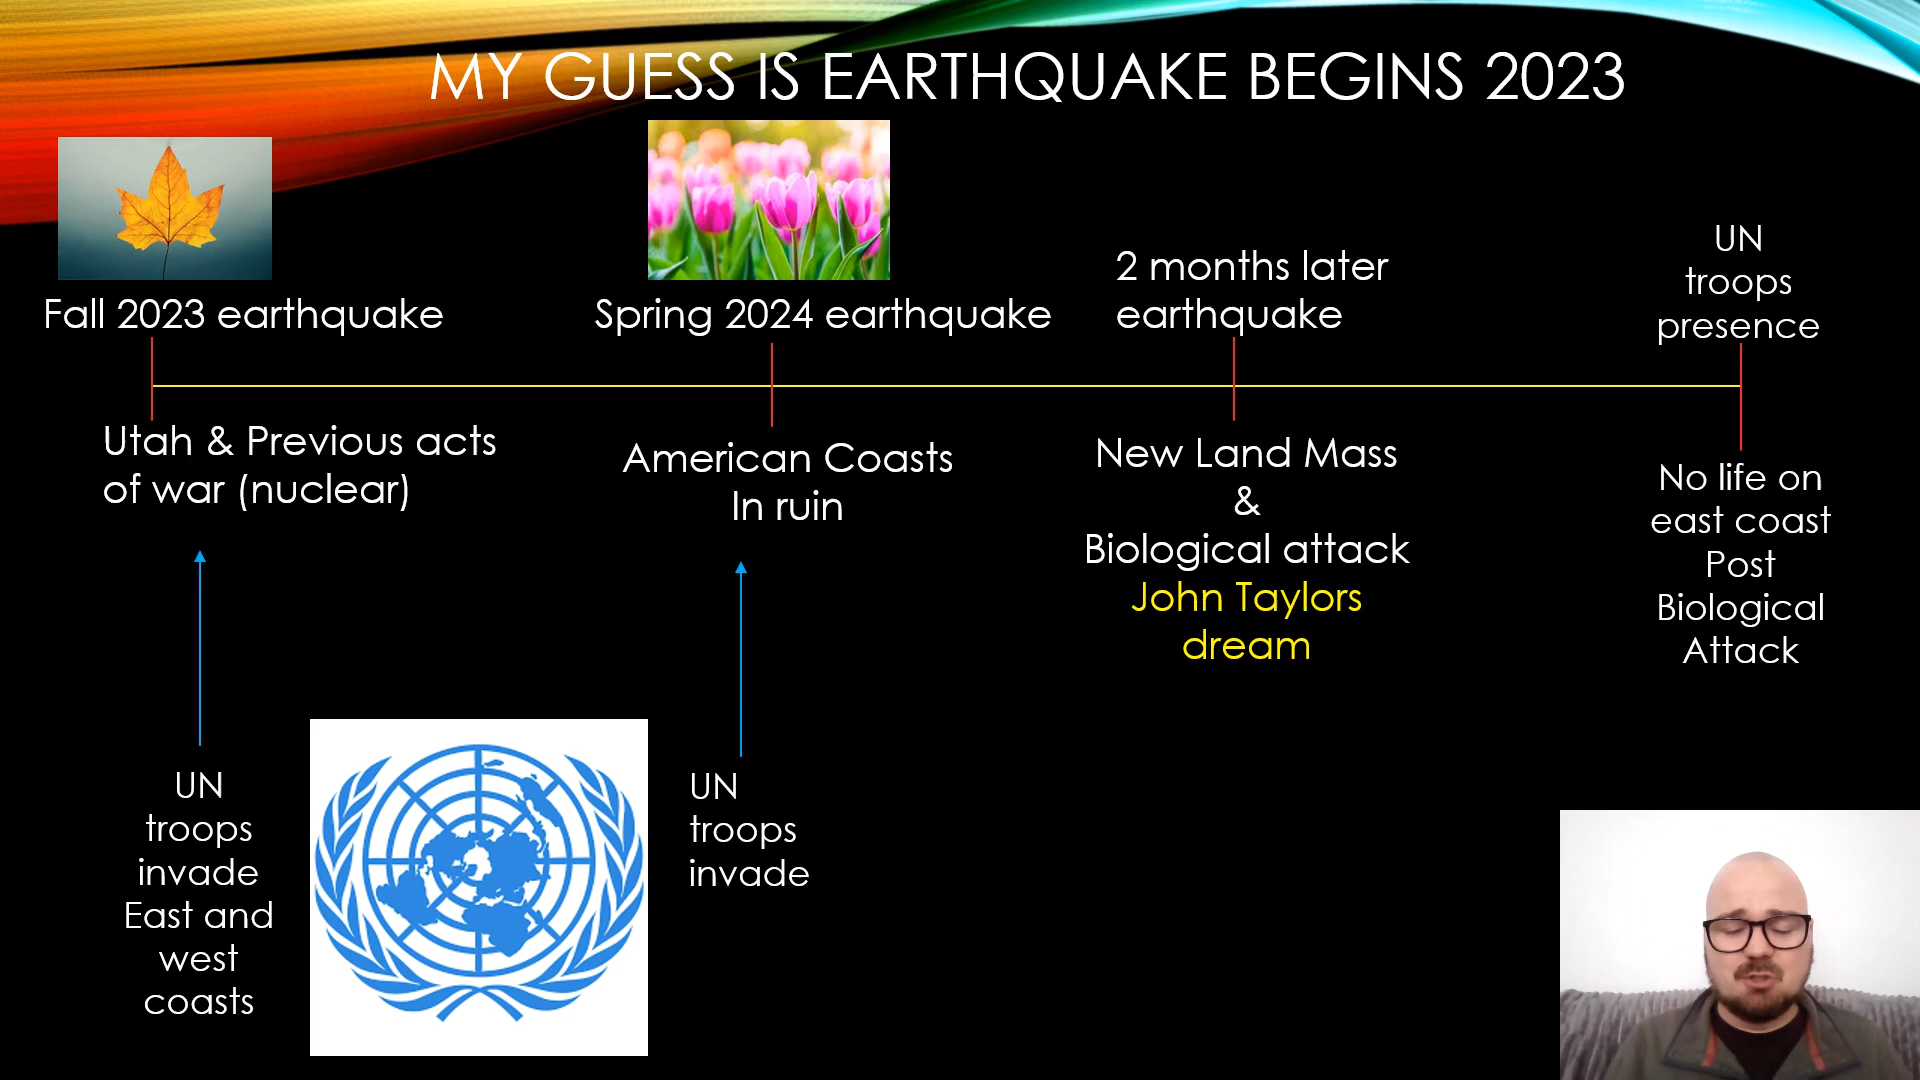 MY GUESS IS EARTHQUAKE BEGINS 2023
Fall 2023 earthquake
Spring 2024 earthquake
2 months later
earthquake
UN
troops
presence
Utah & Previous acts
of war (nuclear)
American Coasts
In ruin
New Land Mass
&
Biological attack
John Taylors
dream
No life on
east coast
Post
Biological
Attack
UN
troops
invade
East and
west
coasts
UN
troops
invade